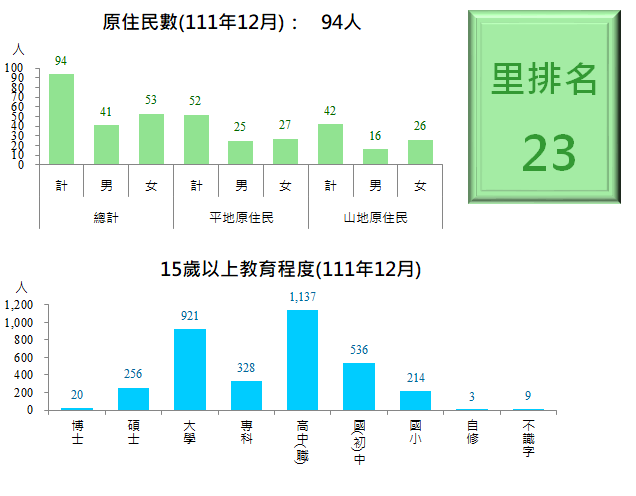 原住民數(111年12月)： 94人
里排名
23
人
100
90
80
70
60
50
40
30
20
10
0
94
41
53
52
25
27
42
16
26
計 男 女 計 男 女 計 男 女
總計 平地原住民 山地原住民
15歲以上教育程度(111年12月)
人
1,200
1,000
800
600
400
200
0
20
256
921
328
1,137
536
214
3
9
博士
碩士
大學
專科
高中(職)
國(初)中
國小
自修
不識字